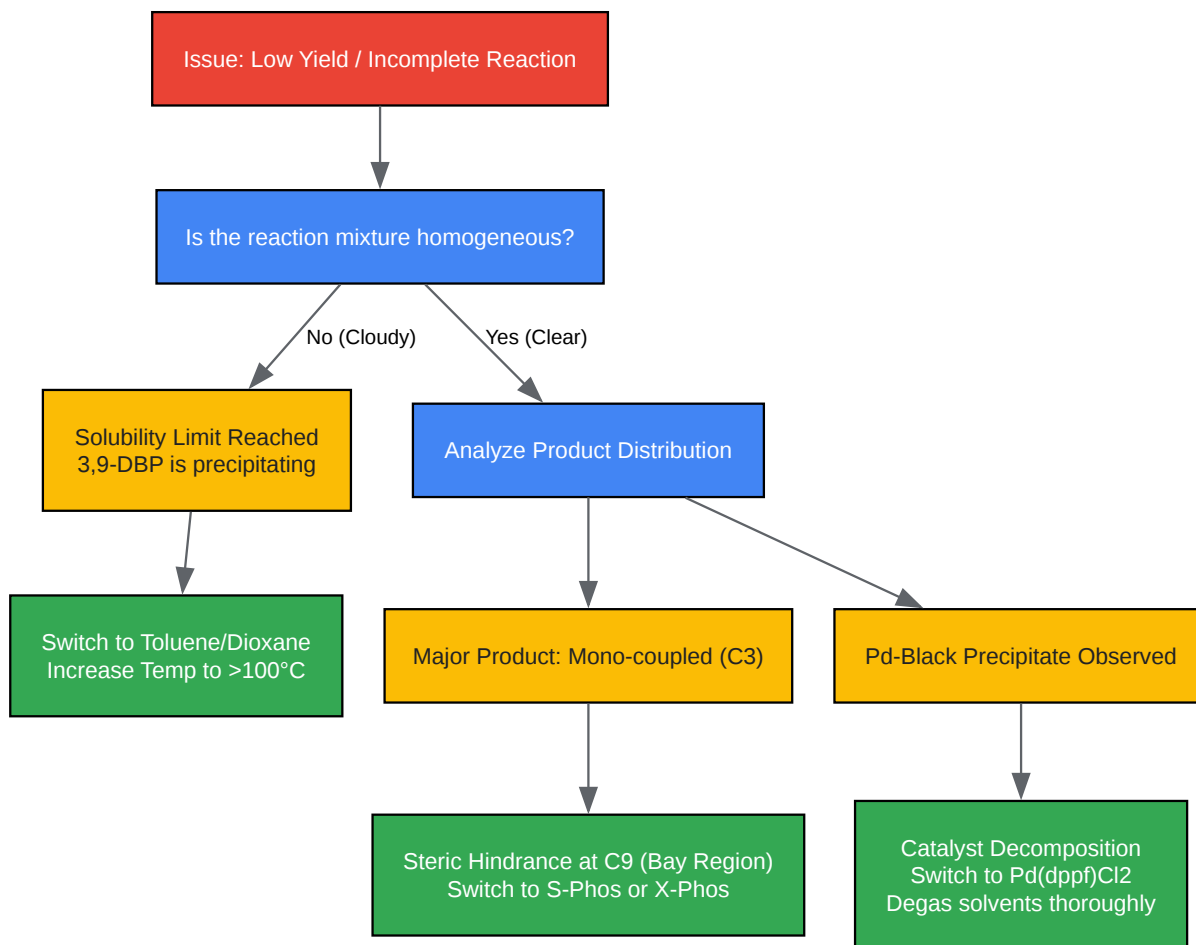 Issue: Low Yield / Incomplete Reaction
Is the reaction mixture homogeneous?
No (Cloudy)
Yes (Clear)
Solubility Limit Reached
3,9-DBP is precipitating
Analyze Product Distribution
Switch to Toluene/Dioxane
Increase Temp to >100°C
Major Product: Mono-coupled (C3)
Pd-Black Precipitate Observed
Steric Hindrance at C9 (Bay Region)
Switch to S-Phos or X-Phos
Catalyst Decomposition
Switch to Pd(dppf)Cl2
Degas solvents thoroughly